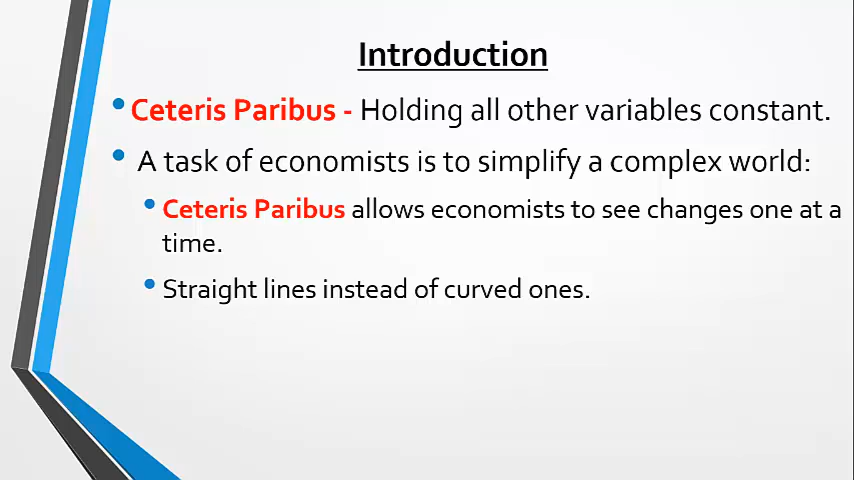 Introduction
•Ceteris Paribus - Holding all other variables constant.
• A task of economists is to simplify a complex world:
• Ceteris Paribus allows economists to see changes one at a
time.
• Straight lines instead of curved ones.